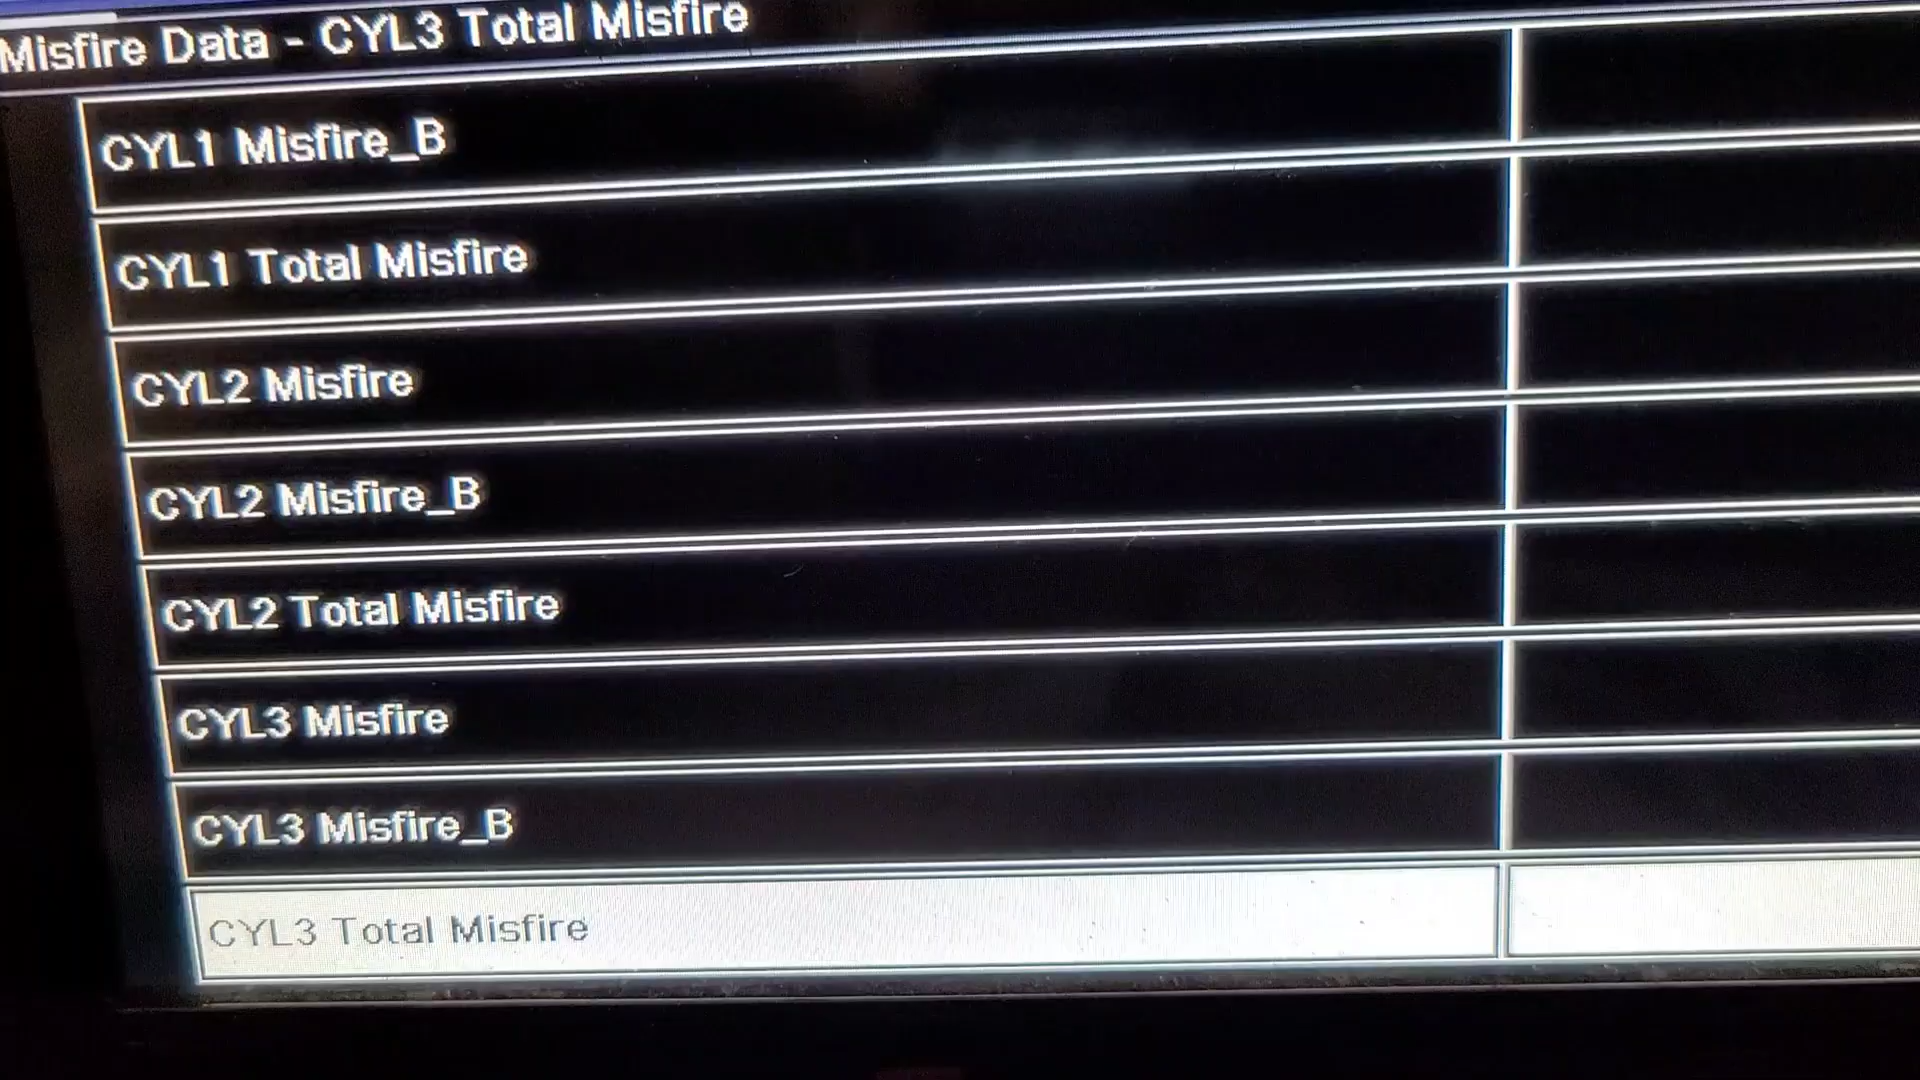 Misfire Data - CYL3 Total Misfire
CYL1 Misfire_B
CYL1 Total Misfire
CYL2 Misfire
CYL2 Misfire_B
CYL2 Total Misfire
CYL3 Misfire
CYL3 Misfire_B
CYL3 Total Misfire